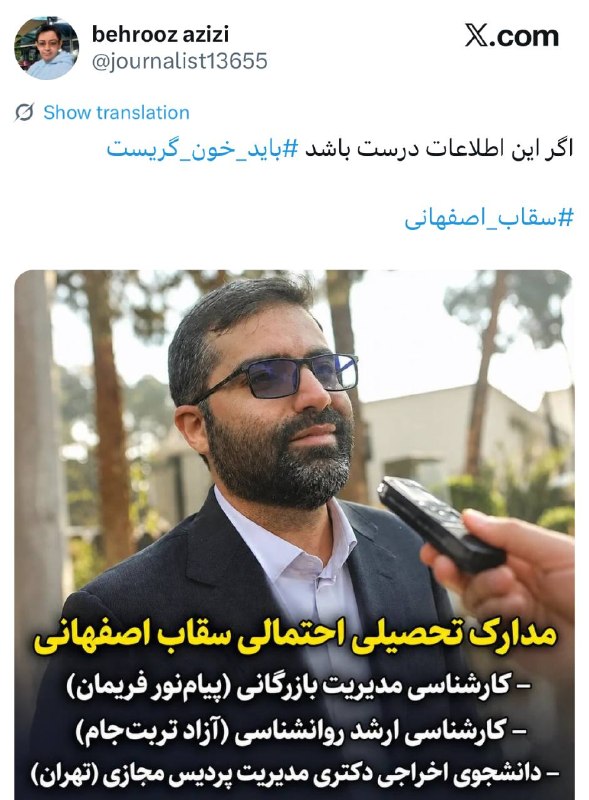 behrooz azizi
@journalist13655
X.com
Show translation
اگر این اطلاعات درست باشد #باید_خون_گریست
#سقاب_اصفهانی
مدارک تحصیلی احتمالی سقاب اصفهانی
- کارشناسی مدیریت بازرگانی (پیام‌نور فریمان)
- کارشناسی ارشد روانشناسی (آزاد تربت‌جام)
- دانشجوی اخراجی دکتری مدیریت پردیس مجازی (تهران)